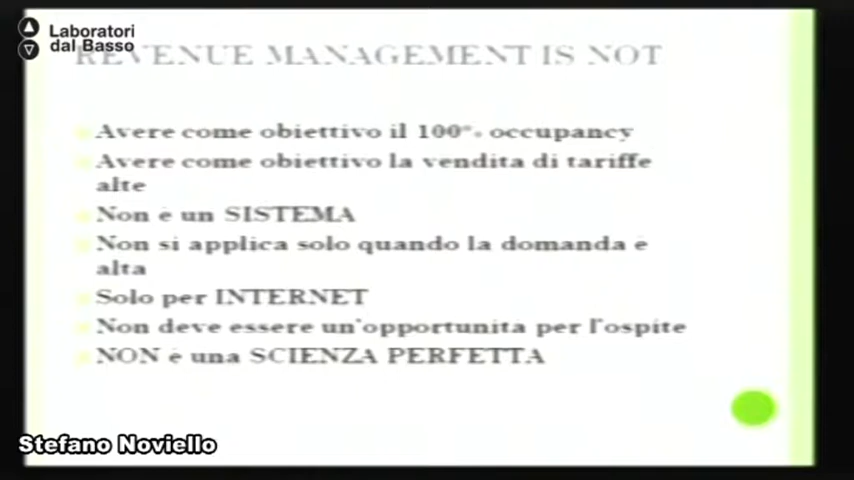 Laboratori
dal Basso
REVENUE MANAGEMENT IS NOT
Avere come obiettivo il 100% occupancy
Avere come obiettivo la vendita di tariffe
alte
Non è un SISTEMA
Non si applica solo quando la domanda è
alta
Solo per INTERNET
Non deve essere un'opportunità per l'ospite
NON è una SCIENZA PERFETTA
Stefano Noviello